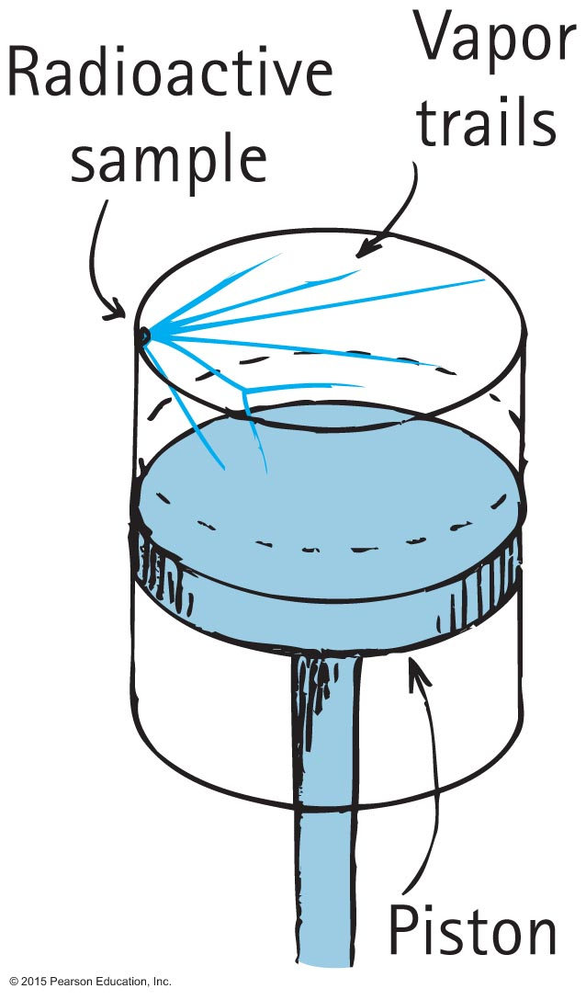 Radioactive
sample
Vapor
trails
Piston
© 2015 Pearson Education, Inc.